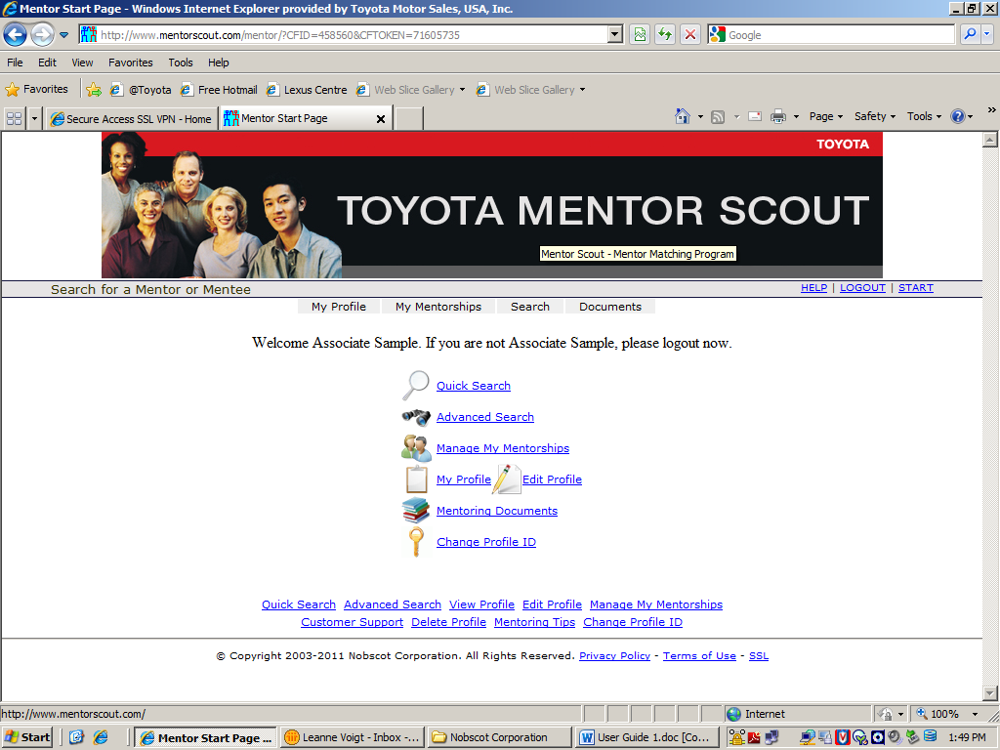 Mentor Start Page - Windows Internet Explorer provided by Toyota Motor Sales, USA, Inc.
http://www.mentorscout.com/mentor/?CFID=458560&CFTOKEN=71605735
Google
File Edit View Favorites Tools Help
Favorites @Toyota Free Hotmail Lexus Centre Web Slice Gallery Web Slice Gallery
Secure Access SSL VPN - Home Mentor Start Page Page Safety Tools »
TOYOTA
TOYOTA MENTOR SCOUT
Mentor Scout - Mentor Matching Program
Search for a Mentor or Mentee HELP | LOGOUT | START
My Profile My Mentorships Search Documents
Welcome Associate Sample. If you are not Associate Sample, please logout now.
Quick Search
Advanced Search
Manage My Mentorships
My Profile Edit Profile
Mentoring Documents
Change Profile ID
Quick Search Advanced Search View Profile Edit Profile Manage My Mentorships
Customer Support Delete Profile Mentoring Tips Change Profile ID
© Copyright 2003-2011 Nobscot Corporation. All Rights Reserved. Privacy Policy - Terms of Use - SSL
http://www.mentorscout.com/ Internet 100%
Start Mentor Start Page ... Leanne Voigt - Inbox -... Nobscot Corporation User Guide 1.doc [Co... 1:49 PM